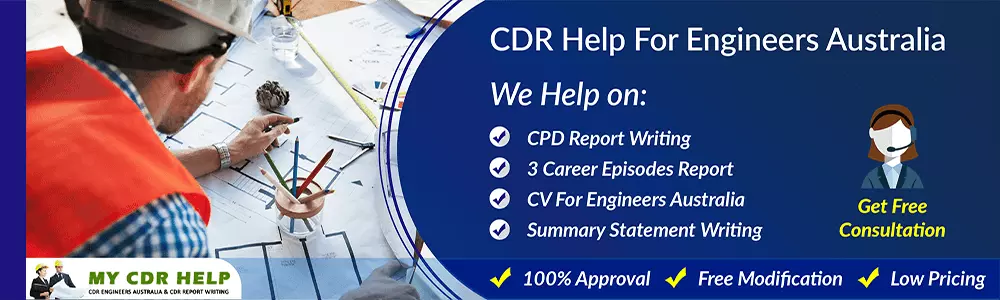 CDR Help For Engineers Australia
We Help on:
CPD Report Writing
3 Career Episodes Report
CV For Engineers Australia
Summary Statement Writing
Get Free
Consultation
MY CDR HELP
CDR ENGINEERS AUSTRALIA & CDR REPORT WRITING
100% Approval
Free Modification
Low Pricing